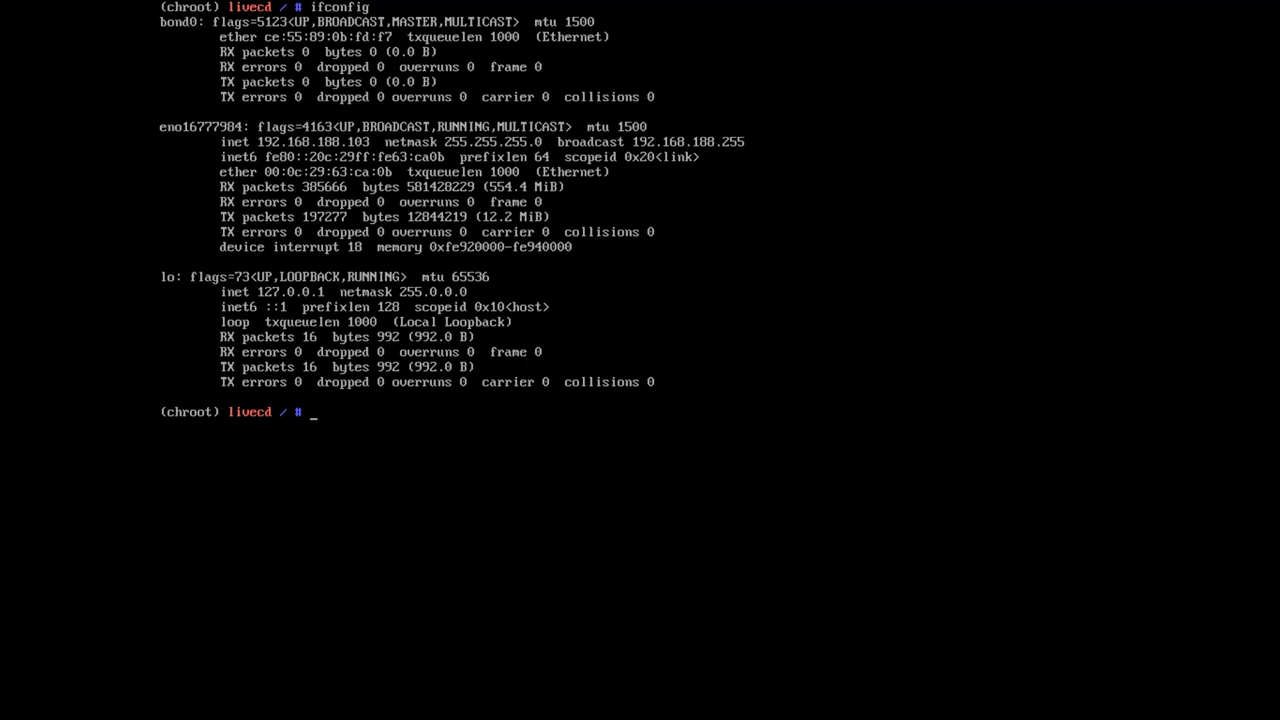 (chroot) livecd / # ifconfig
bond0: flags=5123<UP,BROADCAST,MASTER,MULTICAST>  mtu 1500
        ether ce:55:89:0b:fd:f7  txqueuelen 1000  (Ethernet)
        RX packets 0  bytes 0 (0.0 B)
        RX errors 0  dropped 0  overruns 0  frame 0
        TX packets 0  bytes 0 (0.0 B)
        TX errors 0  dropped 0 overruns 0  carrier 0  collisions 0

eno16777984: flags=4163<UP,BROADCAST,RUNNING,MULTICAST>  mtu 1500
        inet 192.168.188.103  netmask 255.255.255.0  broadcast 192.168.188.255
        inet6 fe80::20c:29ff:fe63:ca0b  prefixlen 64  scopeid 0x20<link>
        ether 00:0c:29:63:ca:0b  txqueuelen 1000  (Ethernet)
        RX packets 385666  bytes 581428229 (554.4 MiB)
        RX errors 0  dropped 0  overruns 0  frame 0
        TX packets 197277  bytes 12844219 (12.2 MiB)
        TX errors 0  dropped 0 overruns 0  carrier 0  collisions 0
        device interrupt 18  memory 0xfe920000-fe940000

lo: flags=73<UP,LOOPBACK,RUNNING>  mtu 65536
        inet 127.0.0.1  netmask 255.0.0.0
        inet6 ::1  prefixlen 128  scopeid 0x10<host>
        loop  txqueuelen 1000  (Local Loopback)
        RX packets 16  bytes 992 (992.0 B)
        RX errors 0  dropped 0  overruns 0  frame 0
        TX packets 16  bytes 992 (992.0 B)
        TX errors 0  dropped 0 overruns 0  carrier 0  collisions 0

(chroot) livecd / # _